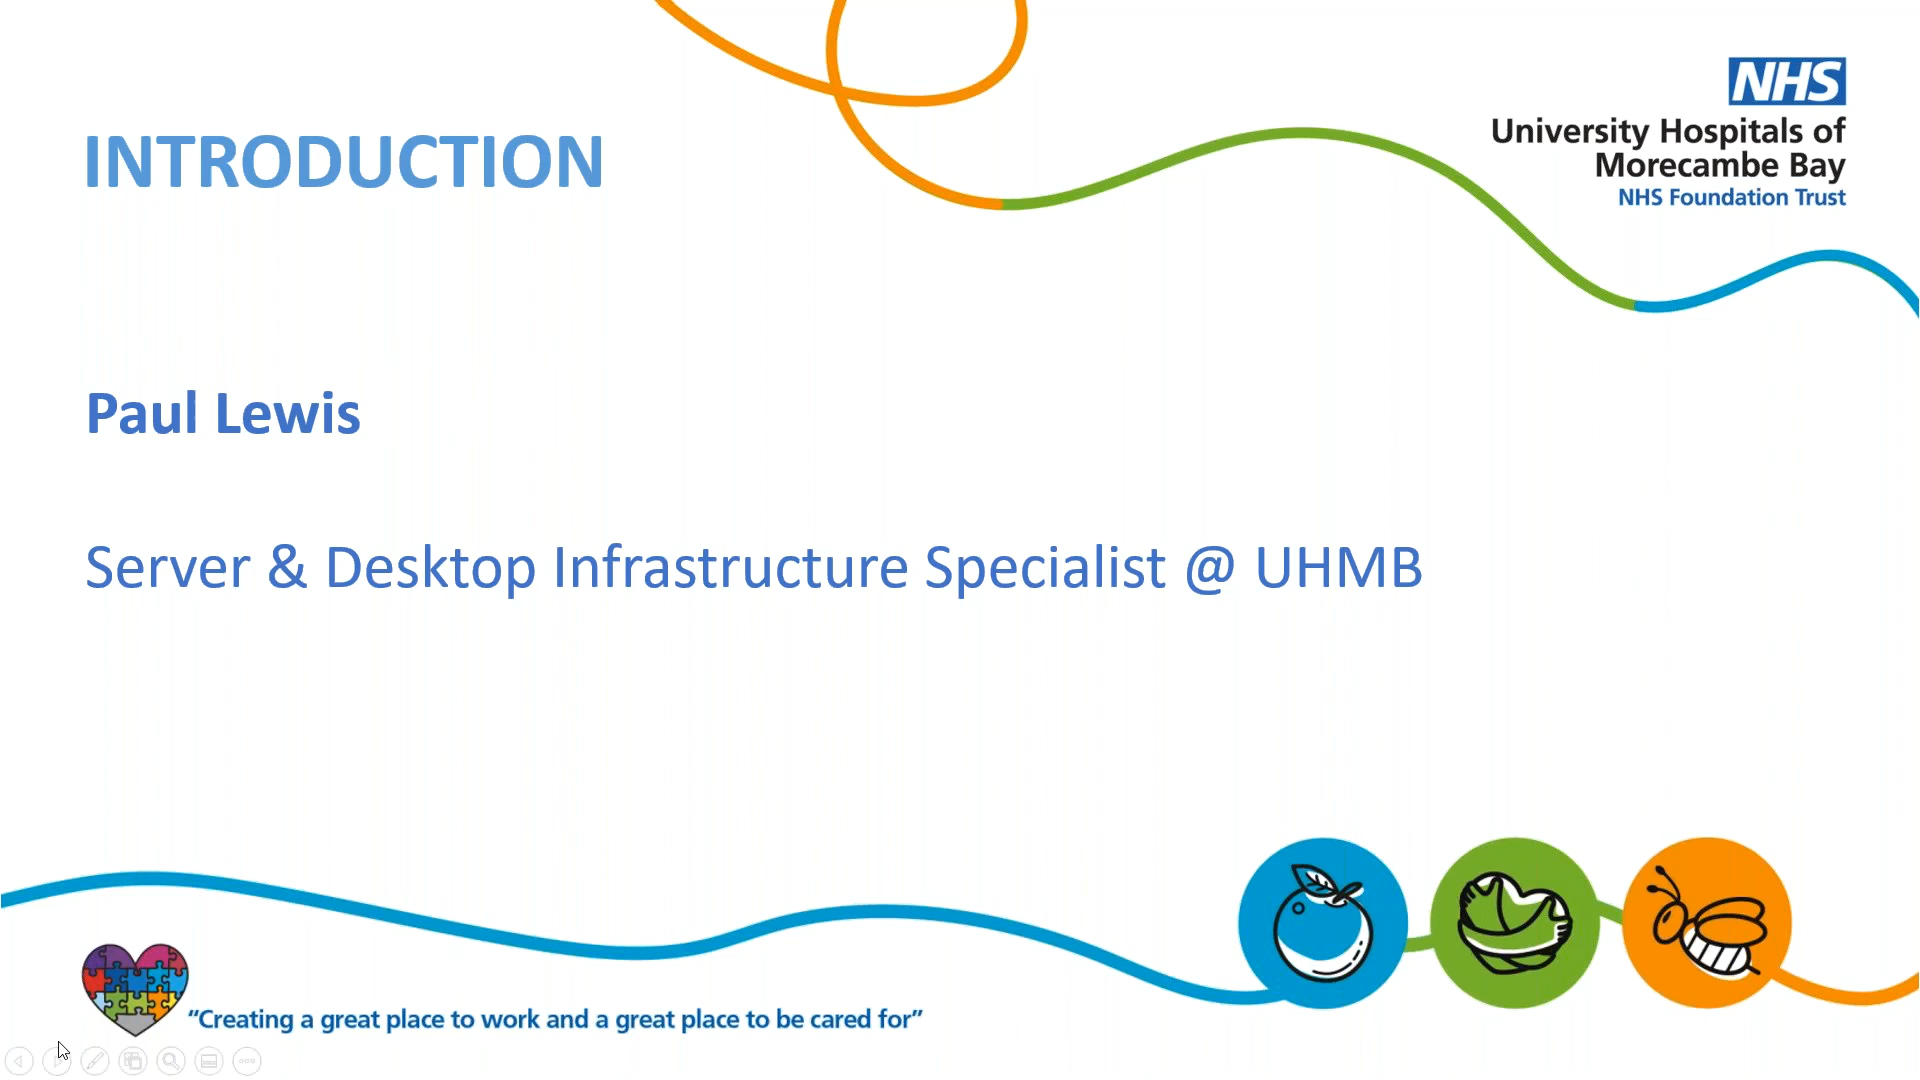 INTRODUCTION
NHS
University Hospitals of
Morecambe Bay
NHS Foundation Trust
Paul Lewis
Server & Desktop Infrastructure Specialist @ UHMB
“Creating a great place to work and a great place to be cared for”